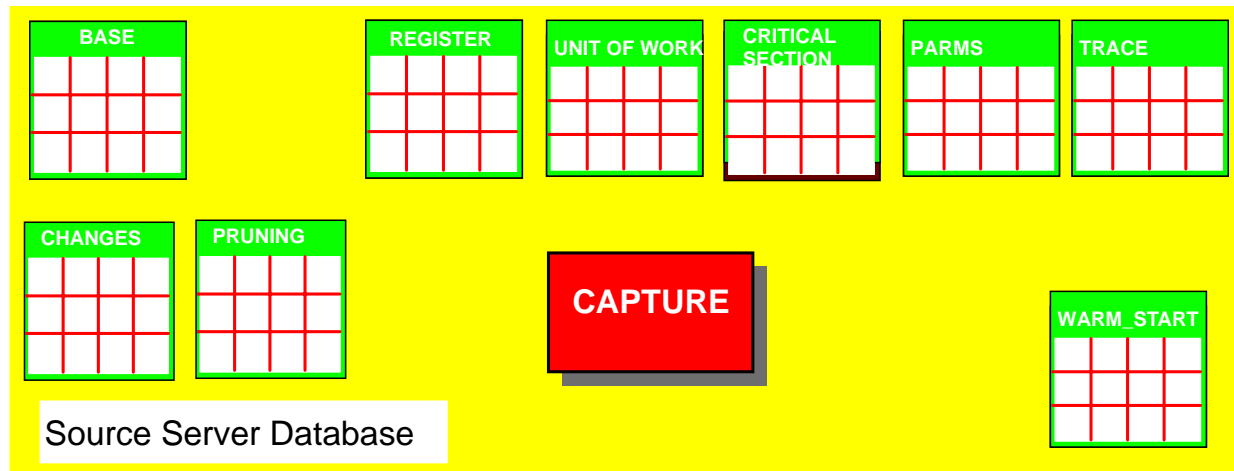 BASE
REGISTER
UNIT OF WORK
CRITICAL
SECTION
PARMS
TRACE
CHANGES
PRUNING
CAPTURE
WARM_START
Source Server Database